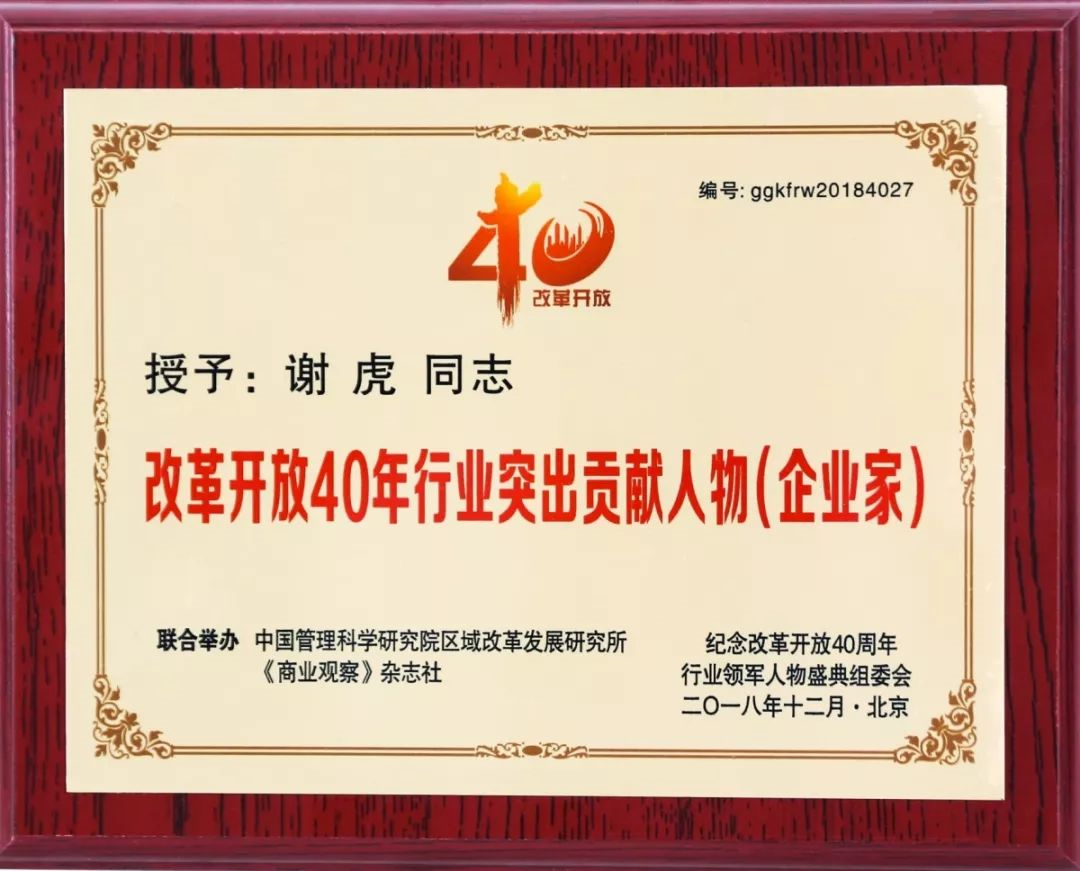 编号: ggkfrw20184027
40
改革开放
授予：谢 虎 同志
改革开放40年行业突出贡献人物（企业家）
联合举办 中国管理科学研究院区域改革发展研究所
《商业观察》杂志社
纪念改革开放40周年
行业领军人物盛典组委会
二〇一八年十二月·北京